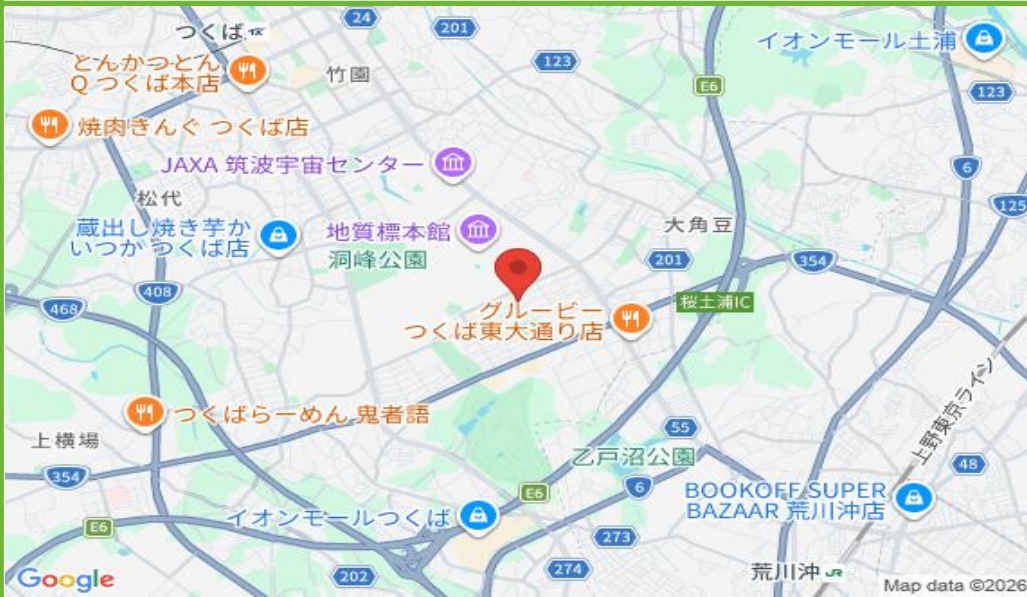 つくば TX
24
201
イオンモール土浦
とんかつとん
Q つくば本店
竹園
123
E6
123
焼肉きんぐ つくば店
JAXA 筑波宇宙センター
6
松代
125
蔵出し焼き芋か
いつか つくば店
地質標本館
大角豆
洞峰公園
201
354
408
468
桜土浦IC
グルービー
つくば東大通り店
つくばらーめん 鬼者語
上横場
55
上野東京ライン
354
乙戸沼公園
48
E6
6
BOOKOFF SUPER
BAZAAR 荒川沖店
イオンモールつくば
E6
273
202
274
荒川沖 JR
Google
Map data ©2026